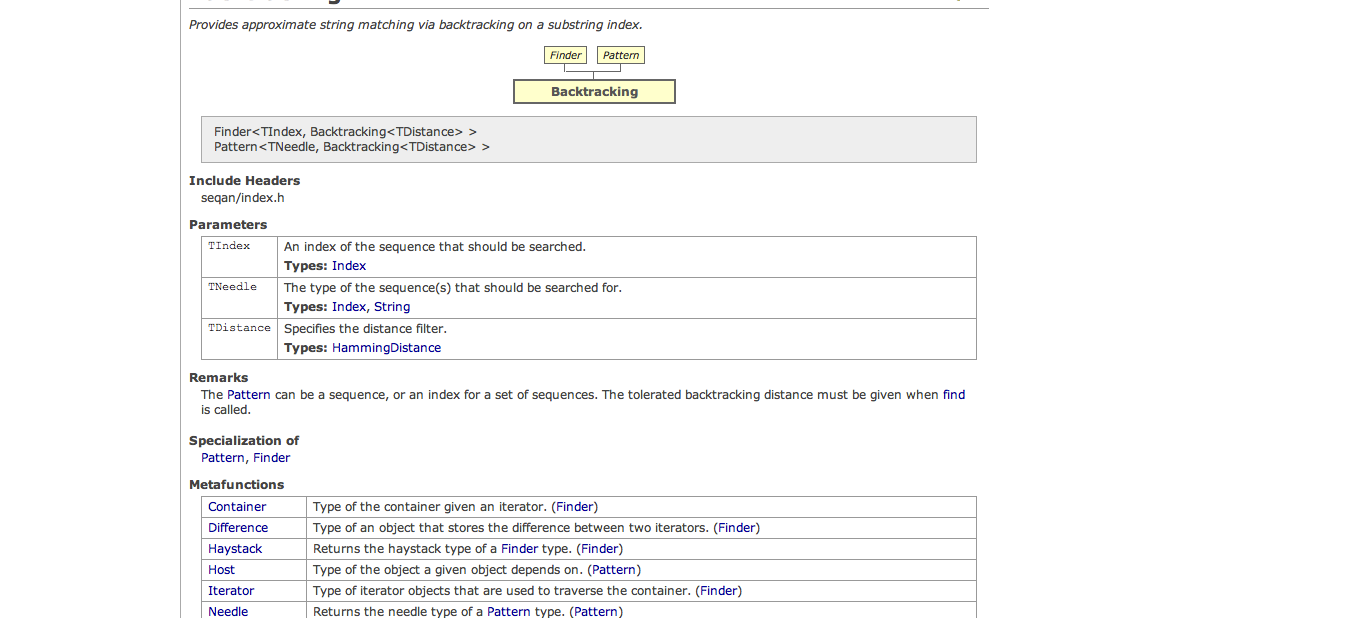 Provides approximate string matching via backtracking on a substring index.
Finder Pattern
Backtracking
Finder<TIndex, Backtracking<TDistance> >
Pattern<TNeedle, Backtracking<TDistance> >
Include Headers
seqan/index.h
Parameters
TIndex An index of the sequence that should be searched.
Types: Index
TNeedle The type of the sequence(s) that should be searched for.
Types: Index, String
TDistance Specifies the distance filter.
Types: HammingDistance
Remarks
The Pattern can be a sequence, or an index for a set of sequences. The tolerated backtracking distance must be given when find
is called.
Specialization of
Pattern, Finder
Metafunctions
Container Type of the container given an iterator. (Finder)
Difference Type of an object that stores the difference between two iterators. (Finder)
Haystack Returns the haystack type of a Finder type. (Finder)
Host Type of the object a given object depends on. (Pattern)
Iterator Type of iterator objects that are used to traverse the container. (Finder)
Needle Returns the needle type of a Pattern type. (Pattern)